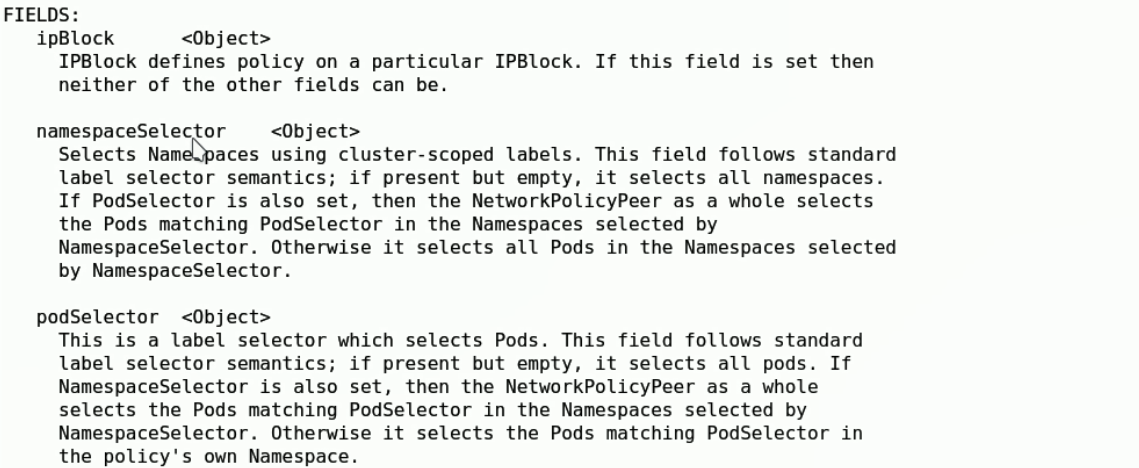 FIELDS:
ipBlock <Object>
IPBlock defines policy on a particular IPBlock. If this field is set then
neither of the other fields can be.
namespaceSelector <Object>
Selects Namespaces using cluster-scoped labels. This field follows standard
label selector semantics; if present but empty, it selects all namespaces.
If PodSelector is also set, then the NetworkPolicyPeer as a whole selects
the Pods matching PodSelector in the Namespaces selected by
NamespaceSelector. Otherwise it selects all Pods in the Namespaces selected
by NamespaceSelector.
podSelector <Object>
This is a label selector which selects Pods. This field follows standard
label selector semantics; if present but empty, it selects all pods. If
NamespaceSelector is also set, then the NetworkPolicyPeer as a whole
selects the Pods matching PodSelector in the Namespaces selected by
NamespaceSelector. Otherwise it selects the Pods matching PodSelector in
the policy's own Namespace.